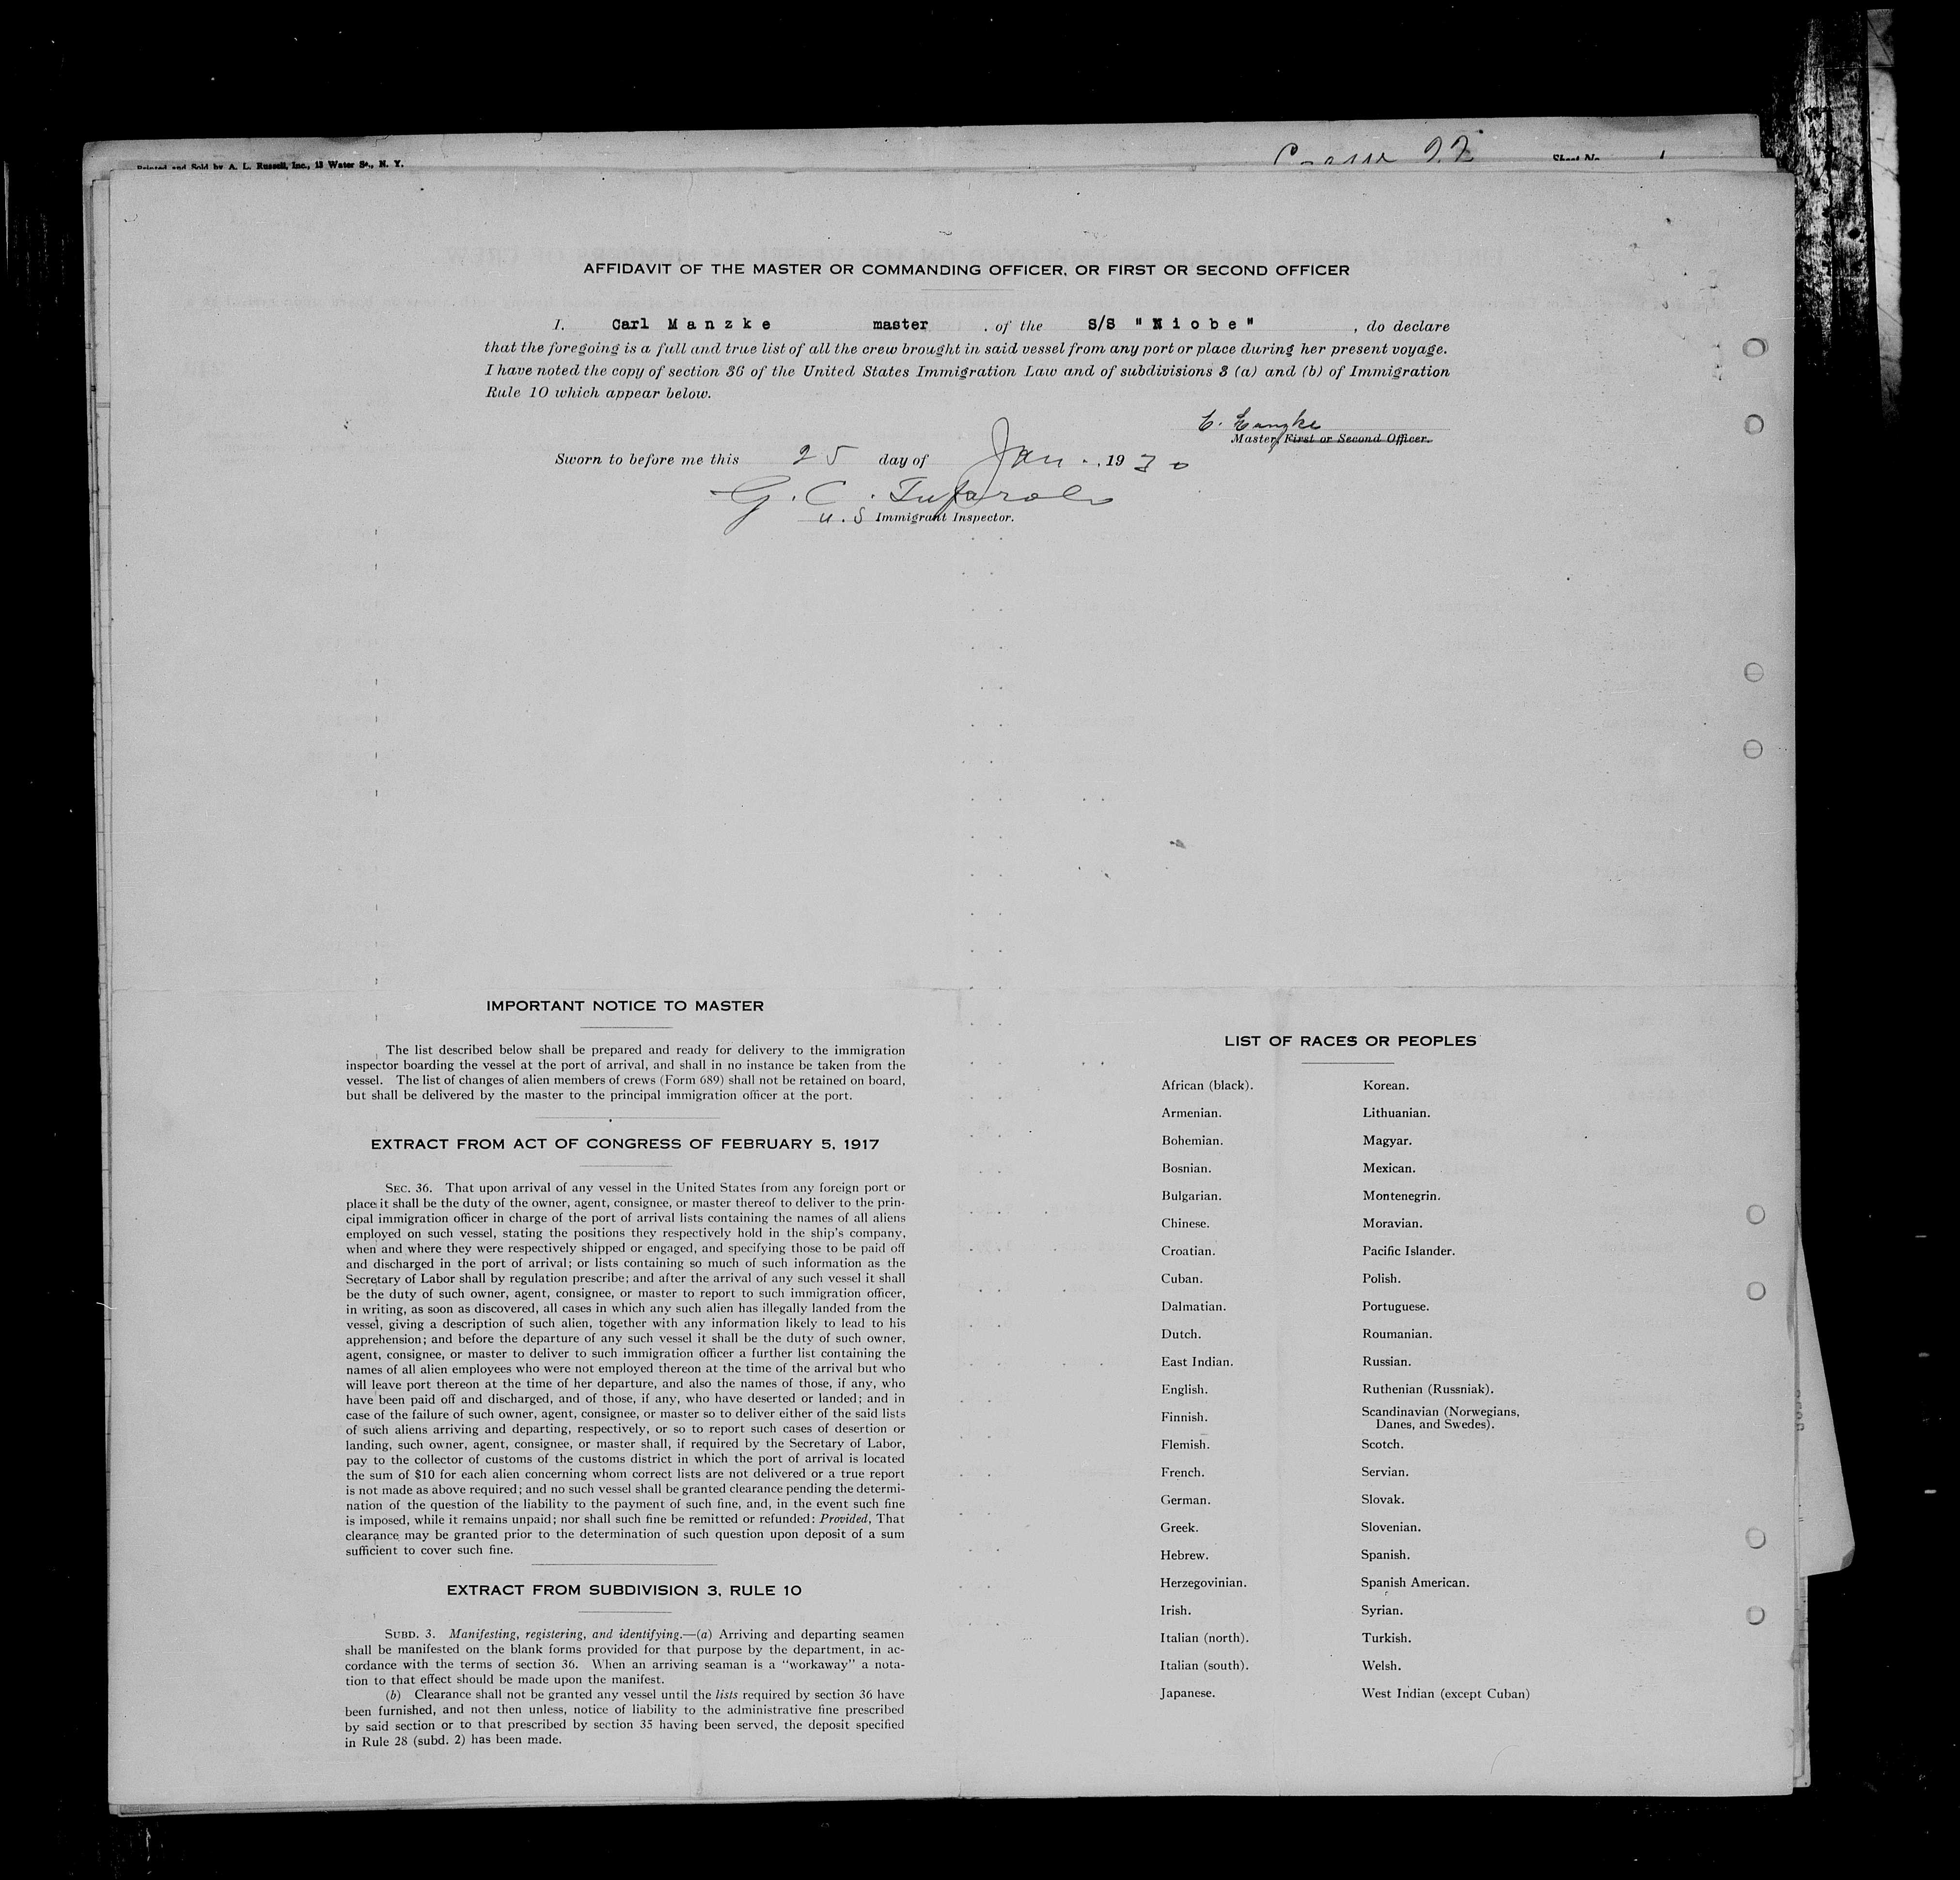 Printed and Sold by A. L. Russell, Inc., 13 Water St., N. Y.
22 Sheet No.
AFFIDAVIT OF THE MASTER OR COMMANDING OFFICER, OR FIRST OR SECOND OFFICER
I, Carl Manzke master , of the S/S "Niobe" , do declare
that the foregoing is a full and true list of all the crew brought in said vessel from any port or place during her present voyage.
I have noted the copy of section 36 of the United States Immigration Law and of subdivisions 3 (a) and (b) of Immigration
Rule 10 which appear below.
C. Manzke
Master, First or Second Officer.
Sworn to before me this 25 day of Jan., 1930
G. C.
U.S Immigrant Inspector.
IMPORTANT NOTICE TO MASTER
The list described below shall be prepared and ready for delivery to the immigration
inspector boarding the vessel at the port of arrival, and shall in no instance be taken from the
vessel. The list of changes of alien members of crews (Form 689) shall not be retained on board,
but shall be delivered by the master to the principal immigration officer at the port.
EXTRACT FROM ACT OF CONGRESS OF FEBRUARY 5, 1917
SEC. 36. That upon arrival of any vessel in the United States from any foreign port or
place it shall be the duty of the owner, agent, consignee, or master thereof to deliver to the prin-
cipal immigration officer in charge of the port of arrival lists containing the names of all aliens
employed on such vessel, stating the positions they respectively hold in the ship's company,
when and where they were respectively shipped or engaged, and specifying those to be paid off
and discharged in the port of arrival; or lists containing so much of such information as the
Secretary of Labor shall by regulation prescribe; and after the arrival of any such vessel it shall
be the duty of such owner, agent, consignee, or master to report to such immigration officer,
in writing, as soon as discovered, all cases in which any such alien has illegally landed from the
vessel, giving a description of such alien, together with any information likely to lead to his
apprehension; and before the departure of any such vessel it shall be the duty of such owner,
agent, consignee, or master to deliver to such immigration officer a further list containing the
names of all alien employees who were not employed thereon at the time of the arrival but who
will leave port thereon at the time of her departure, and also the names of those, if any, who
have been paid off and discharged, and of those, if any, who have deserted or landed; and in
case of the failure of such owner, agent, consignee, or master so to deliver either of the said lists
of such aliens arriving and departing, respectively, or so to report such cases of desertion or
landing, such owner, agent, consignee, or master shall, if required by the Secretary of Labor,
pay to the collector of customs of the customs district in which the port of arrival is located
the sum of $10 for each alien concerning whom correct lists are not delivered or a true report
is not made as above required; and no such vessel shall be granted clearance pending the determi-
nation of the question of the liability to the payment of such fine, and, in the event such fine
is imposed, while it remains unpaid; nor shall such fine be remitted or refunded: Provided, That
clearance may be granted prior to the determination of such question upon deposit of a sum
sufficient to cover such fine.
EXTRACT FROM SUBDIVISION 3, RULE 10
SUBD. 3. Manifesting, registering, and identifying.—(a) Arriving and departing seamen
shall be manifested on the blank forms provided for that purpose by the department, in ac-
cordance with the terms of section 36. When an arriving seaman is a "workaway" a nota-
tion to that effect should be made upon the manifest.
(b) Clearance shall not be granted any vessel until the lists required by section 36 have
been furnished, and not then unless, notice of liability to the administrative fine prescribed
by said section or to that prescribed by section 35 having been served, the deposit specified
in Rule 28 (subd. 2) has been made.
LIST OF RACES OR PEOPLES
African (black). Korean.
Armenian. Lithuanian.
Bohemian. Magyar.
Bosnian. Mexican.
Bulgarian. Montenegrin.
Chinese. Moravian.
Croatian. Pacific Islander.
Cuban. Polish.
Dalmatian. Portuguese.
Dutch. Roumanian.
East Indian. Russian.
English. Ruthenian (Russniak).
Finnish. Scandinavian (Norwegians,
Danes, and Swedes).
Flemish. Scotch.
French. Servian.
German. Slovak.
Greek. Slovenian.
Hebrew. Spanish.
Herzegovinian. Spanish American.
Irish. Syrian.
Italian (north). Turkish.
Italian (south). Welsh.
Japanese. West Indian (except Cuban)